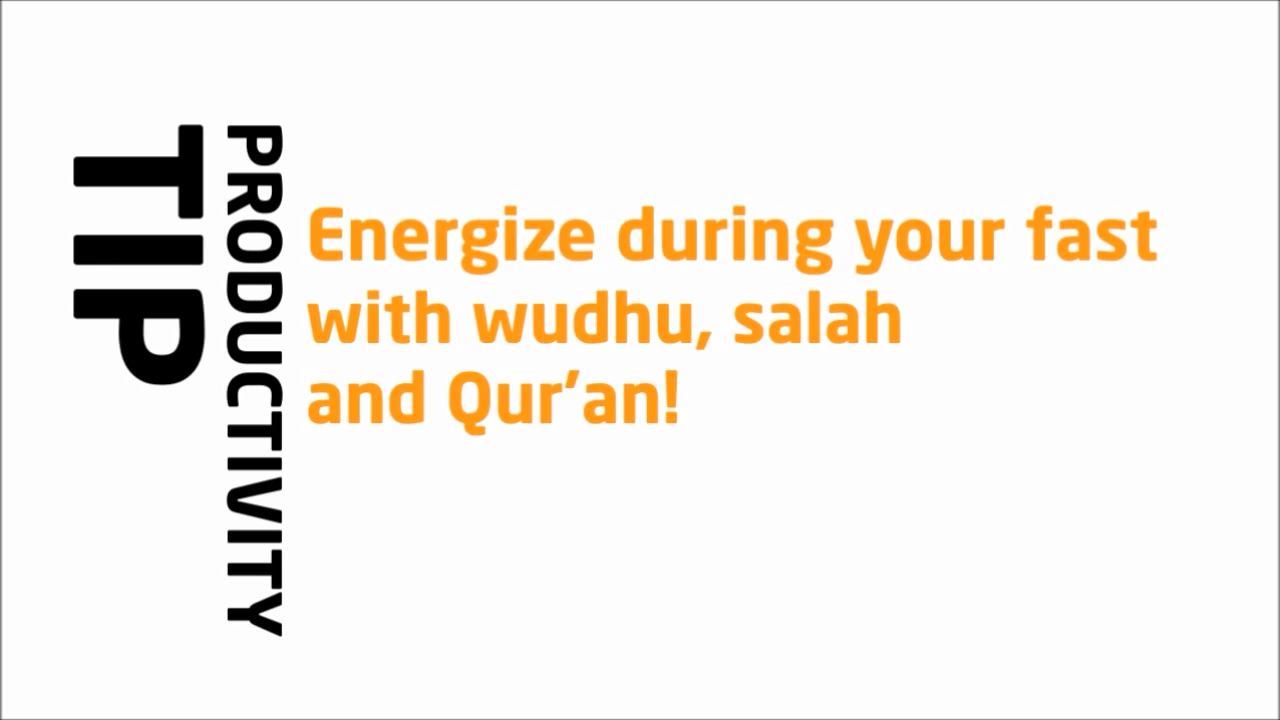 PRODUCTIVITY
TIP
Energize during your fast
with wudhu, salah
and Qur’an!